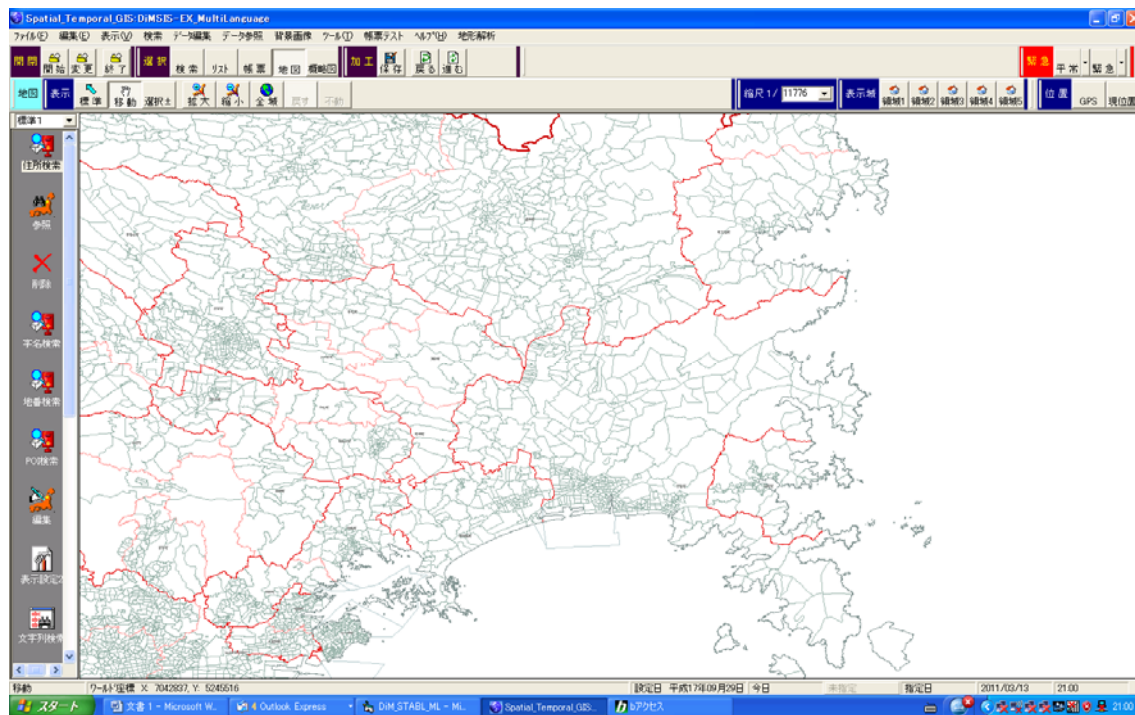 Spatial_Temporal_GIS:DiMSIS-EX_MultiLanguage
ファイル(F) 編集(E) 表示(V) 検索 データ編集 データ参照 背景画像 ツール(T) 帳票テスト ヘルプ(H) 地形解析
開閉 開始 変更 終了 選択 検索 リスト 帳票 地図 概略図 加工 保存 戻る 進む 緊急 平常 緊急
地図 表示 標準 移動 選択± 拡大 縮小 全域 戻す 不動 縮尺1/ 11776 表示域 領域1 領域2 領域3 領域4 領域5 位置 GPS 現位置
標準1
住所検索
参照
削除
字名検索
地番検索
POS検索
編集
表示設定2
文字列検索
移動 ワールド座標 X: 7042837, Y: 5245516 設定日 平成17年09月29日 今日 未指定 指定日 2011/03/13 21:00
スタート 文書 1 - Microsoft W... 4 Outlook Express DiM_STABL_ML - Mi... Spatial_Temporal_GIS... bアクセス 21:00